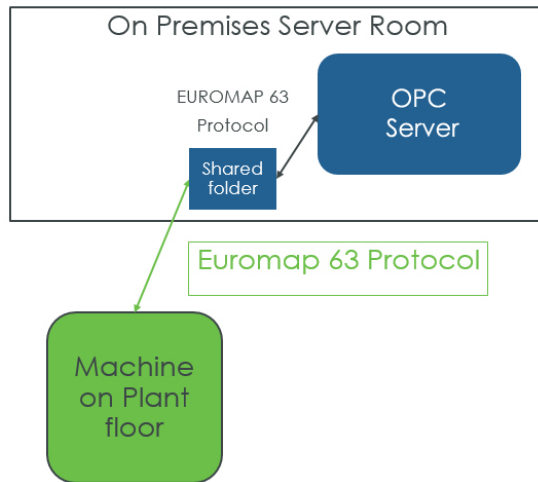 On Premises Server Room
EUROMAP 63
Protocol
OPC
Server
Shared
folder
Euromap 63 Protocol
Machine
on Plant
floor